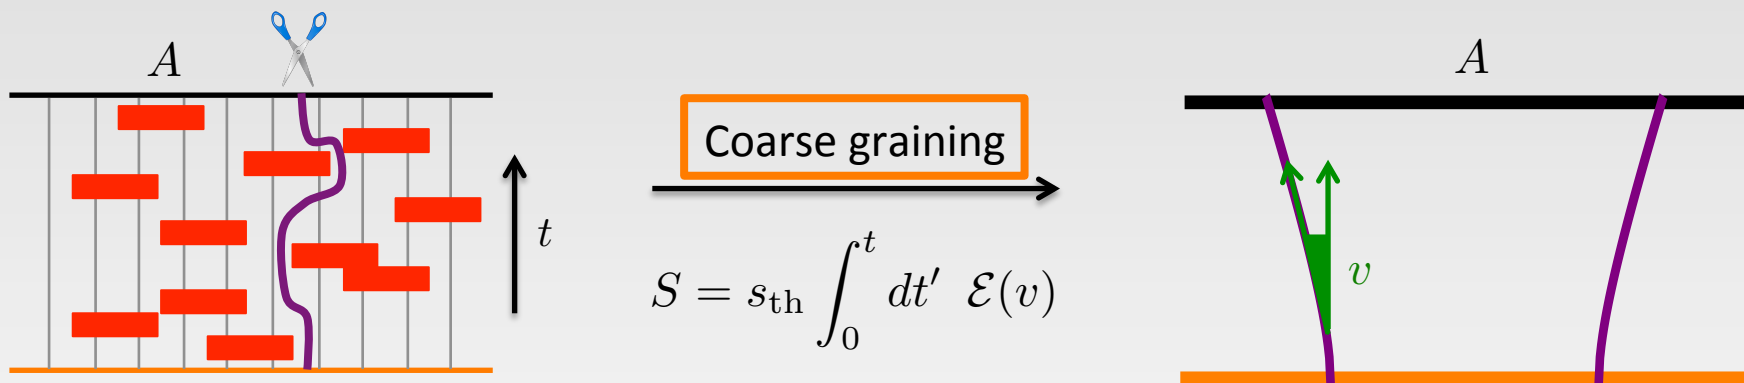 A
t
Coarse graining
S = s_th ∫_0^t dt′ ℰ(v)
A
v